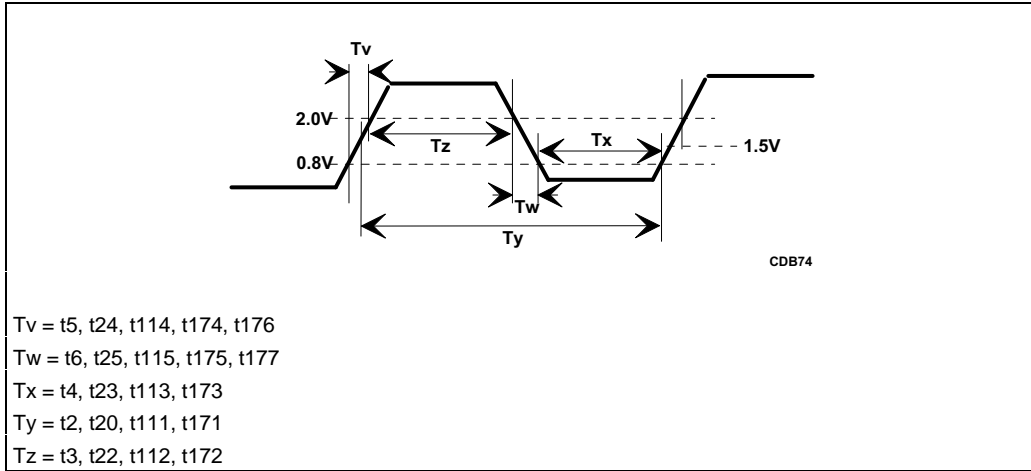 Tv
2.0V
Tz
Tx
1.5V
0.8V
Tw
Ty
CDB74
Tv = t5, t24, t114, t174, t176
Tw = t6, t25, t115, t175, t177
Tx = t4, t23, t113, t173
Ty = t2, t20, t111, t171
Tz = t3, t22, t112, t172